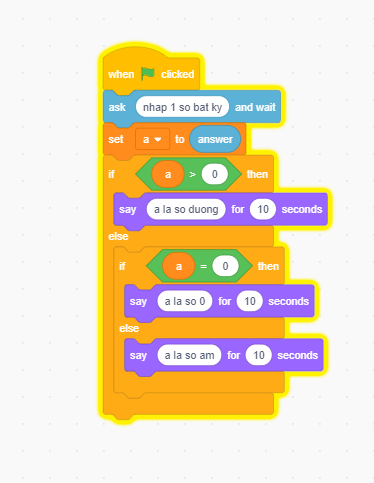 when clicked
ask nhap 1 so bat ky and wait
set a to answer
if a > 0 then
say a la so duong for 10 seconds
else
if a = 0 then
say a la so 0 for 10 seconds
else
say a la so am for 10 seconds